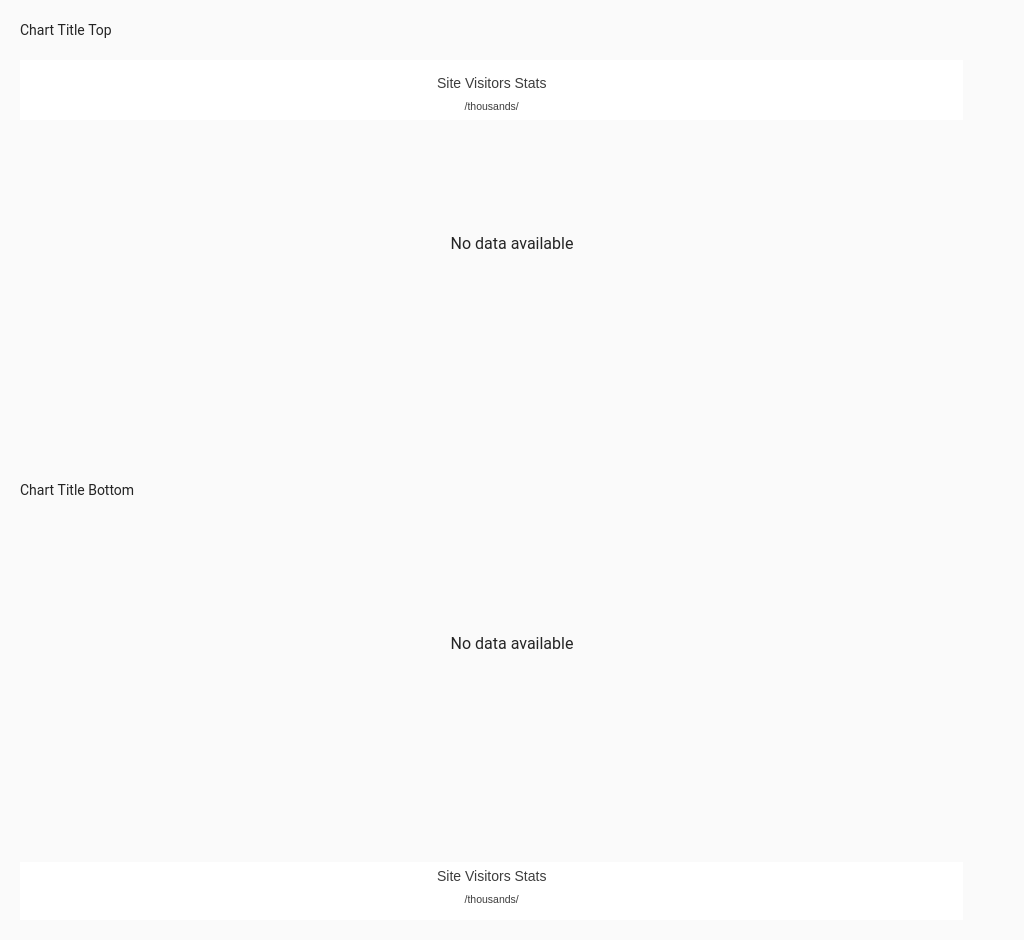 Chart Title Top
Site Visitors Stats
/thousands/
No data available
Chart Title Bottom
No data available
Site Visitors Stats
/thousands/